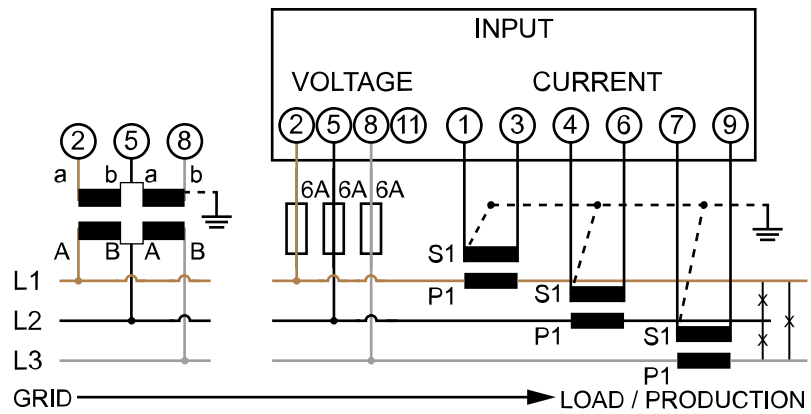 INPUT
VOLTAGE CURRENT
2 5 8 11 1 3 4 6 7 9
2 5 8
a b a b
6A 6A 6A
A B A B
S1
L1
P1 S1
L2
P1 S1
L3
P1
GRID LOAD / PRODUCTION